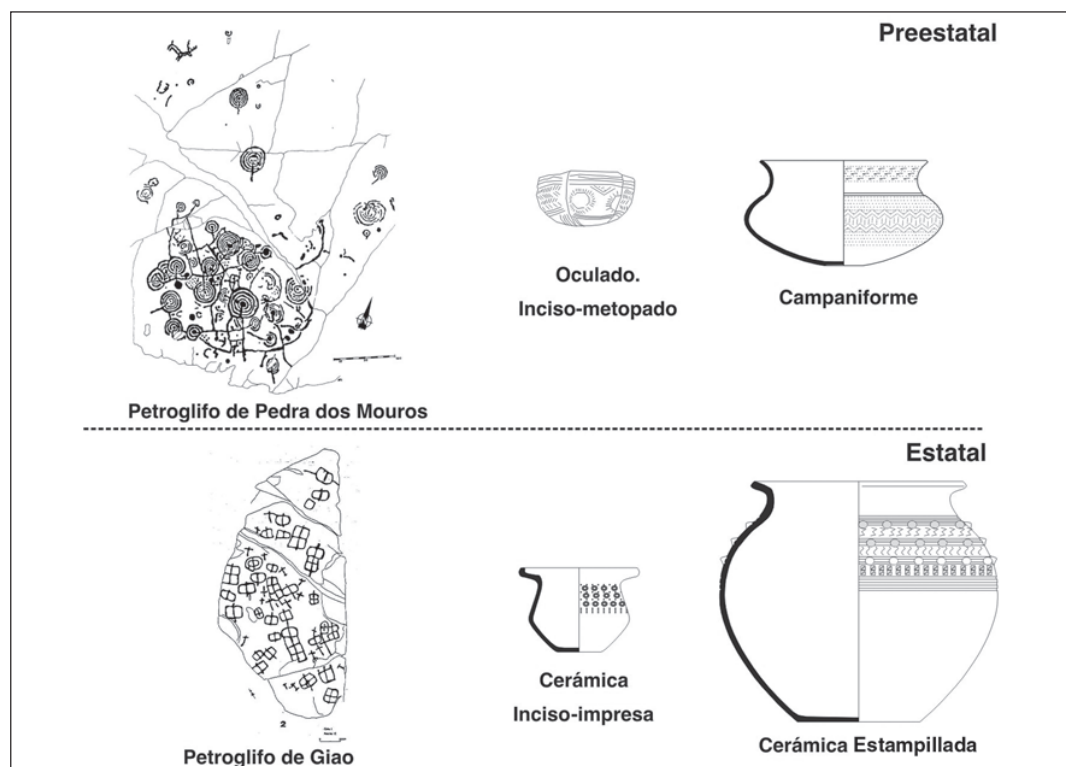 Preestatal
Oculado.
Inciso-metopado
Campaniforme
Petroglifo de Pedra dos Mouros
Estatal
2
Cerámica
Inciso-impresa
Petroglifo de Giao
Cerámica Estampillada